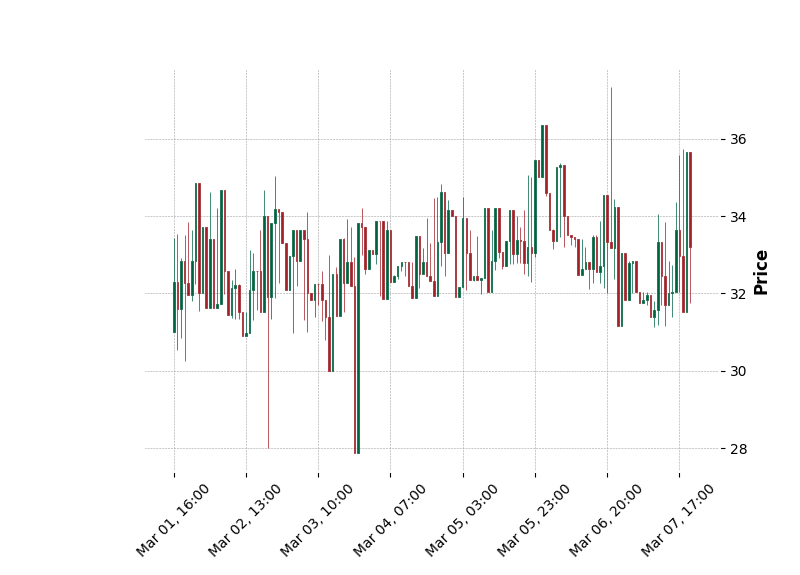 36
34
32
30
28
Price
Mar 01, 16:00
Mar 02, 13:00
Mar 03, 10:00
Mar 04, 07:00
Mar 05, 03:00
Mar 05, 23:00
Mar 06, 20:00
Mar 07, 17:00